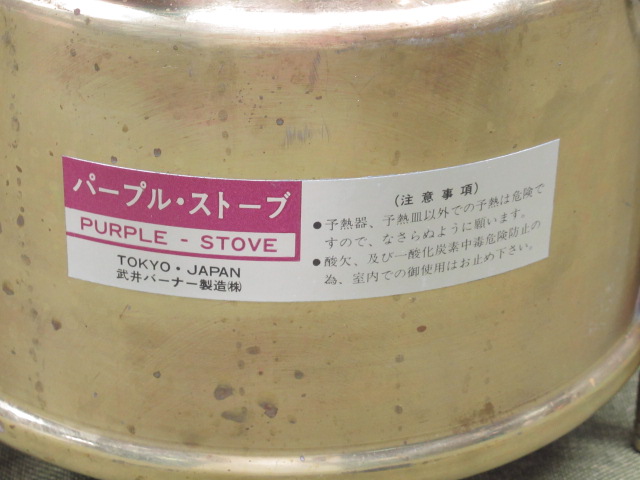 パープル・ストーブ
PURPLE - STOVE
TOKYO・JAPAN
武井バーナー製造㈱
(注意事項)
●予熱器、予熱皿以外での予熱は危険で
すので、なさらぬように願います。
●酸欠、及び一酸化炭素中毒危険防止の
為、室内での御使用はお止め下さい。